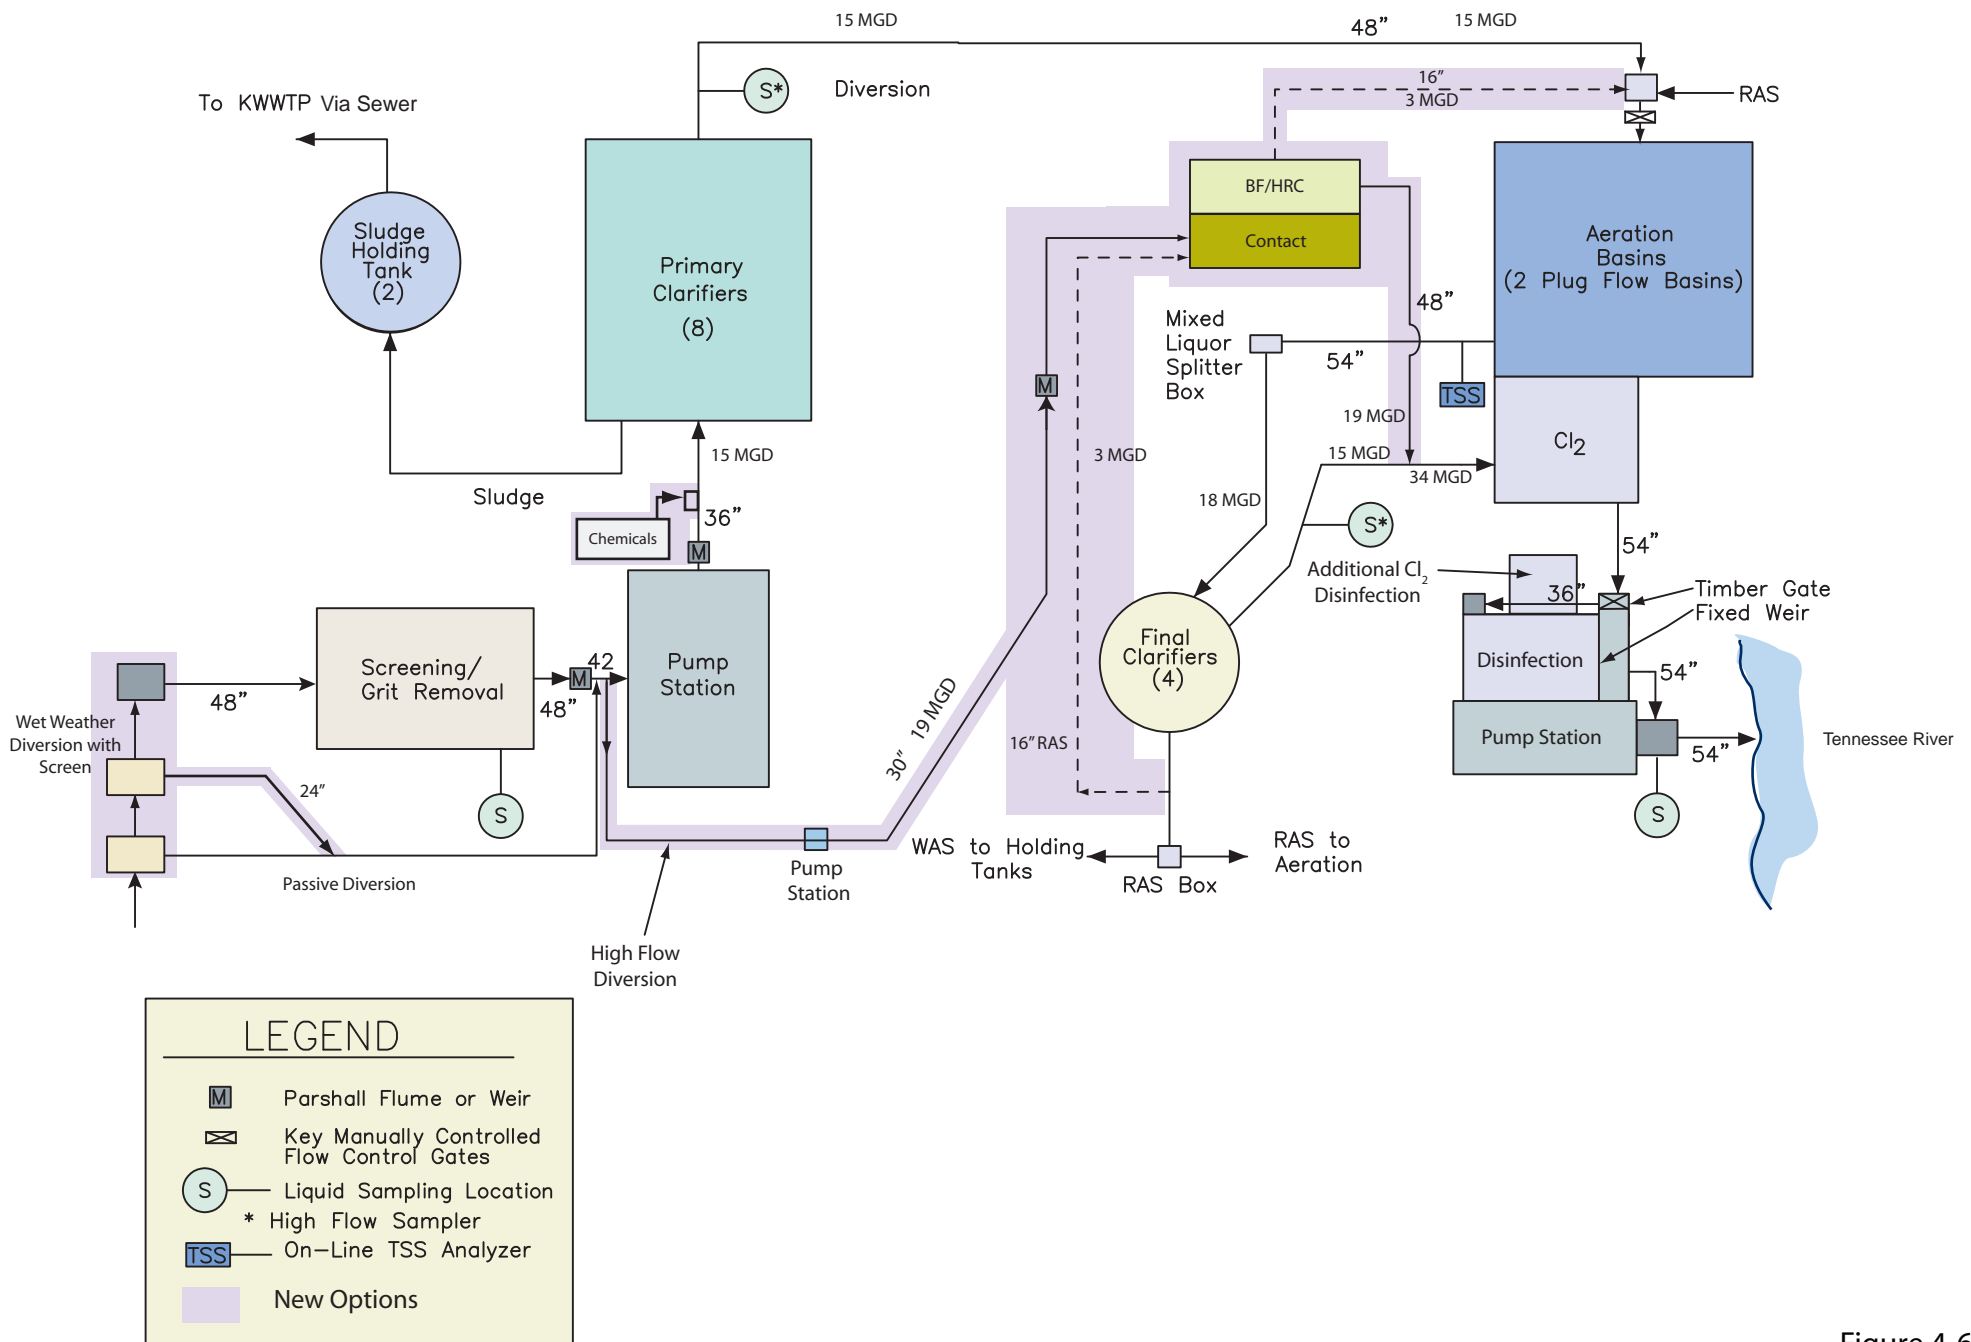 15 MGD
48”
15 MGD
S*
Diversion
16”
3 MGD
RAS
To KWWTP Via Sewer
BF/HRC
Contact
Sludge
Holding
Tank
(2)
Primary
Clarifiers
(8)
Aeration
Basins
(2 Plug Flow Basins)
48”
Mixed
Liquor
Splitter
Box
54”
M
TSS
19 MGD
Cl2
15 MGD
3 MGD
15 MGD
34 MGD
Sludge
18 MGD
36”
S*
Chemicals
M
54”
Additional Cl2
Disinfection
36”
Timber Gate
Fixed Weir
Final
Clarifiers
(4)
Screening/
Grit Removal
42
M
Pump
Station
Disinfection
54”
48”
48”
Wet Weather
Diversion with
Screen
30” 19 MGD
16” RAS
Pump Station
54”
Tennessee River
24”
S
S
WAS to Holding
Tanks
RAS to
Aeration
Passive Diversion
Pump
Station
RAS Box
High Flow
Diversion
LEGEND
M
Parshall Flume or Weir
Key Manually Controlled
Flow Control Gates
S
Liquid Sampling Location
* High Flow Sampler
TSS
On-Line TSS Analyzer
New Options
Figure 4-6